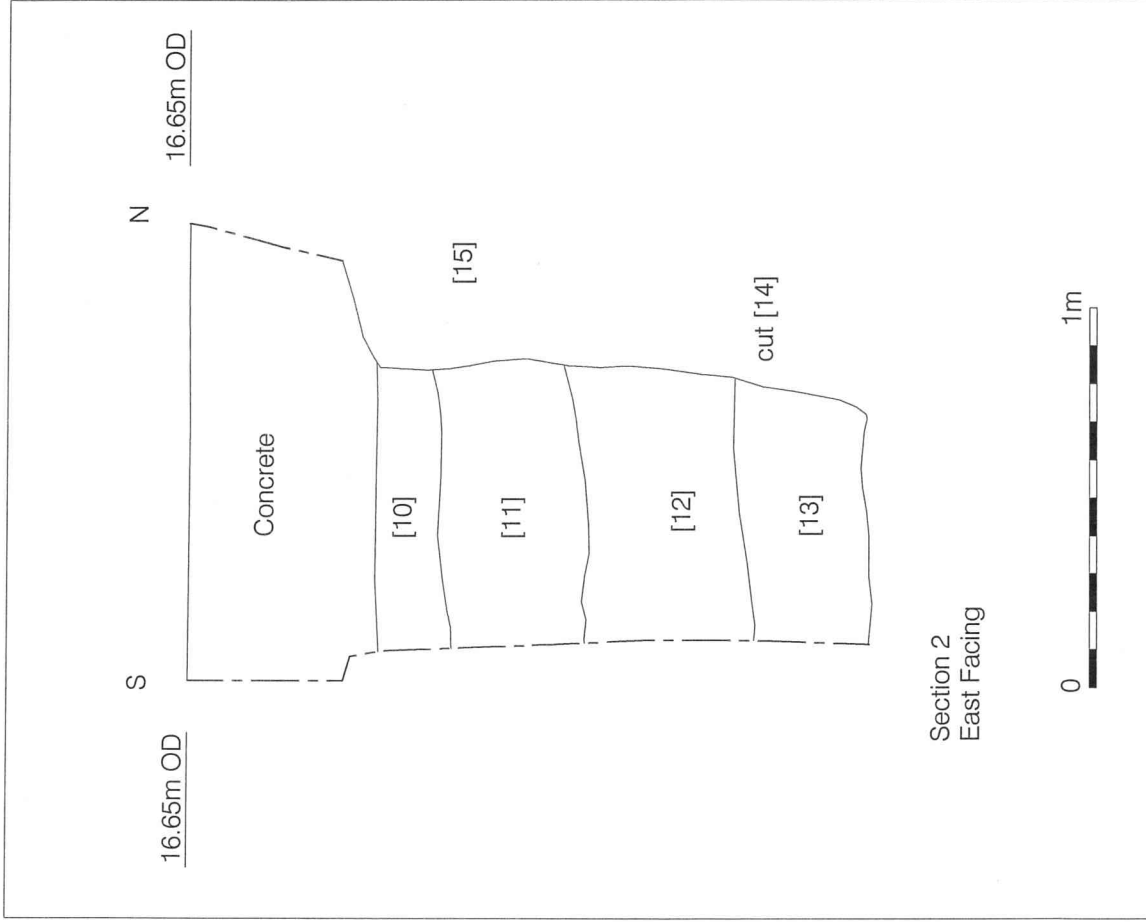 S
N
16.65m OD
16.65m OD
Concrete
[10]
[15]
[11]
[12]
cut [14]
[13]
Section 2
East Facing
0
1m